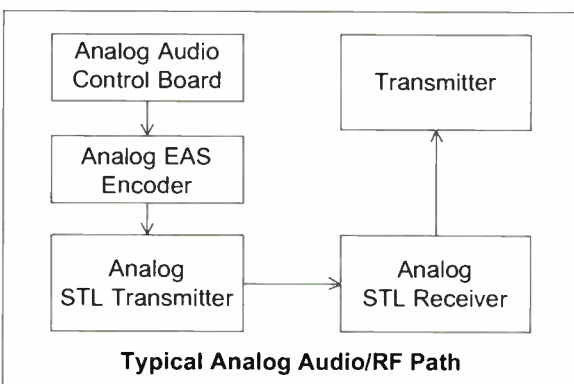 Analog Audio
Control Board
Analog EAS
Encoder
Analog
STL Transmitter
Analog
STL Receiver
Transmitter
Typical Analog Audio/RF Path